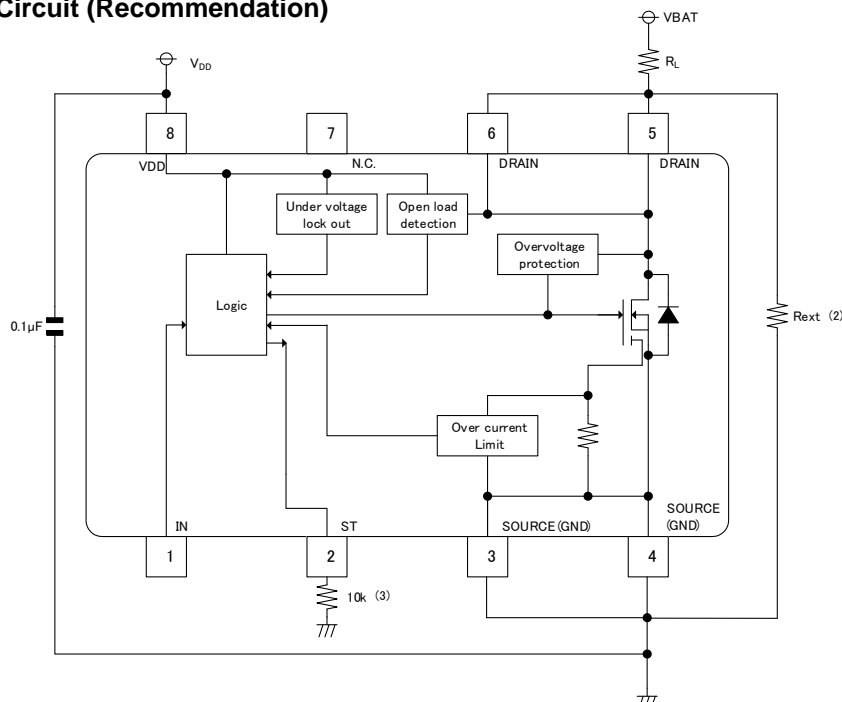 Circuit (Recommendation)
VBAT
VDD
RL
8
7
6
5
VDD
N.C.
DRAIN
DRAIN
Under voltage
lock out
Open load
detection
Overvoltage
protection
Logic
0.1μF
Rext (2)
Over current
Limit
IN
ST
SOURCE(GND)
SOURCE
(GND)
1
2
3
4
10k (3)